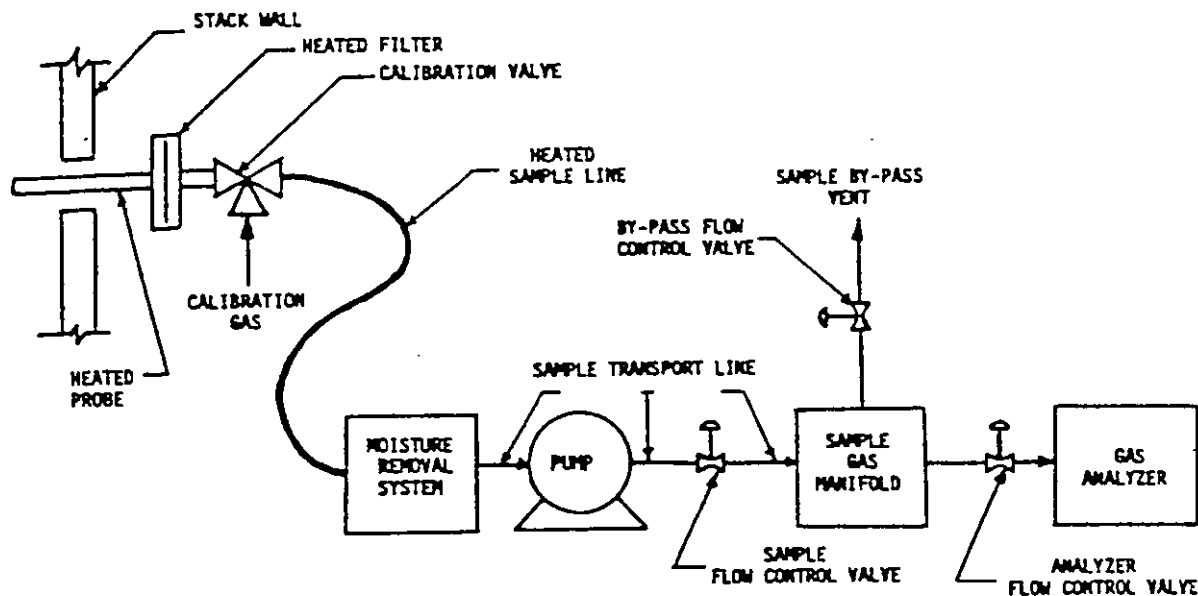 STACK WALL
HEATED FILTER
CALIBRATION VALVE
HEATED
SAMPLE LINE
SAMPLE BY-PASS
VENT
BY-PASS FLOW
CONTROL VALVE
CALIBRATION
GAS
HEATED
PROBE
SAMPLE TRANSPORT LINE
MOISTURE
REMOVAL
SYSTEM
PUMP
SAMPLE
GAS
MANIFOLD
GAS
ANALYZER
SAMPLE
FLOW CONTROL VALVE
ANALYZER
FLOW CONTROL VALVE